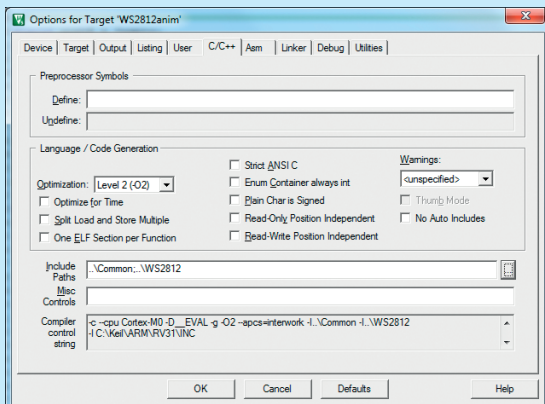 Options for Target 'WS2812anim'
Device Target Output Listing User C/C++ Asm Linker Debug Utilities
Preprocessor Symbols
Define:
Undefine:
Language / Code Generation
Optimization: Level 2 (-O2)
Optimize for Time
Split Load and Store Multiple
One ELF Section per Function
Strict ANSI C
Enum Container always int
Plain Char is Signed
Read-Only Position Independent
Read-Write Position Independent
Warnings:
<unspecified>
Thumb Mode
No Auto Includes
Include Paths ..\Common;..\WS2812
Misc Controls
Compiler control string
-c --cpu Cortex-M0 -D__EVAL -g -O2 --apcs=interwork -I..\Common -I..\WS2812
-I C:\Keil\ARM\RV31\INC
OK Cancel Defaults Help